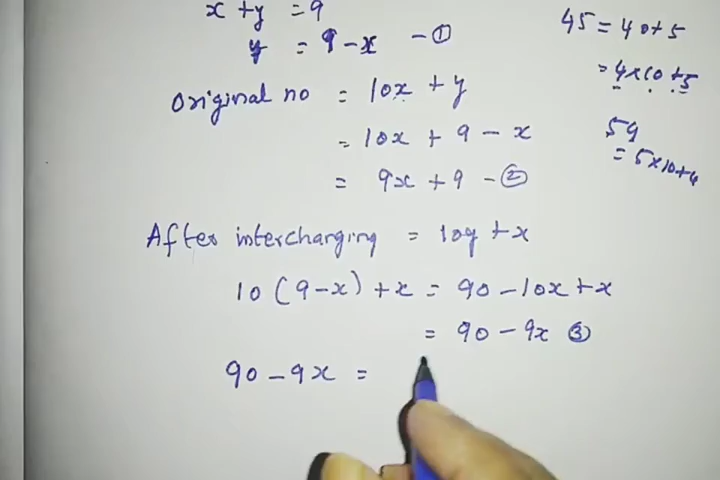 x + y = 9
y = 9 - x - ①
Original no = 10x + y
= 10x + 9 - x
= 9x + 9 - ②
After interchanging = 10y + x
10 (9 - x) + x = 90 - 10x + x
= 90 - 9x ③
90 - 9x =
45 = 40 + 5
= 4 x 10 + 5
54
= 5 x 10 + 4